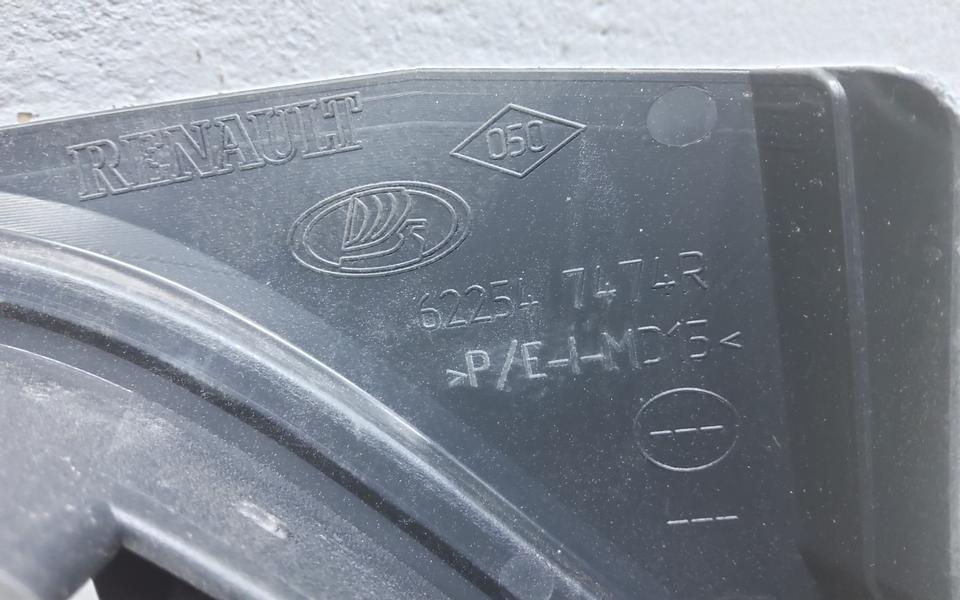 RENAULT
050
62254 7474R
>P/E-I-MD15<